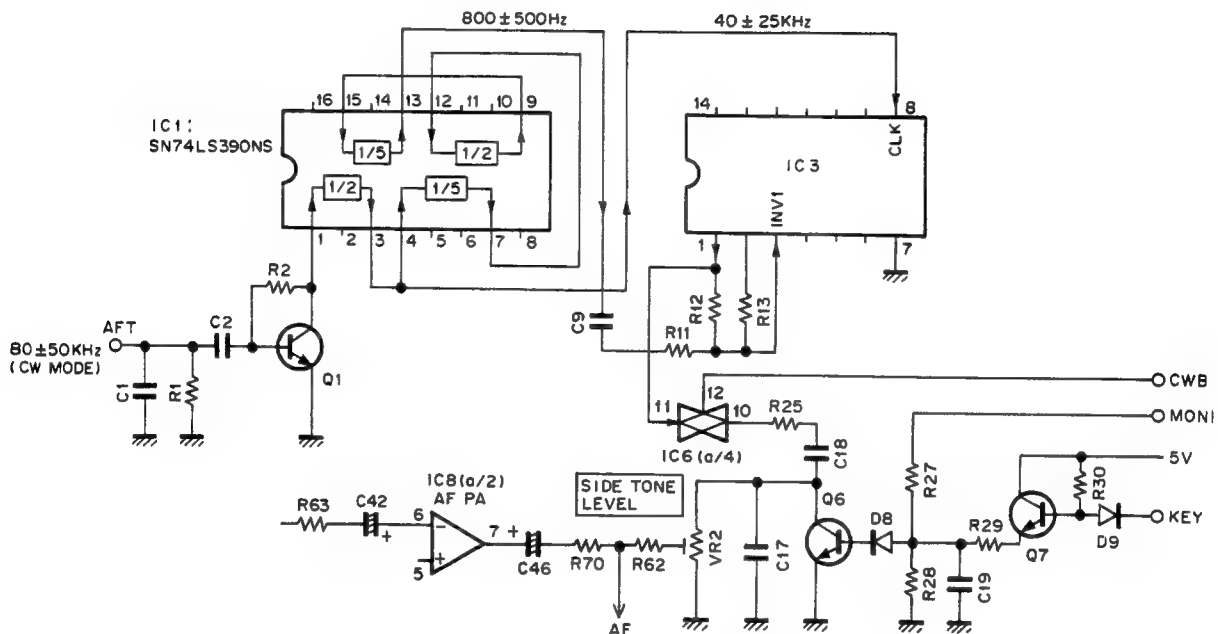 800±500Hz
40±25KHz
16 15 14 13 12 11 10 9
14
8
IC1:
SN74LS390NS
1/5
1/2
1/2
1/5
CLK
IC3
INV1
1 2 3 4 5 6 7 8
1
7
R2
R12
R13
C9
R11
AFT
C2
80±50KHz
(CW MODE)
Q1
C1
R1
CWB
12
11
10
R25
MONI
IC6(a/4)
C18
5V
IC8(a/2)
AF PA
SIDE TONE
LEVEL
R27
R30
R63
C42
+
6
−
7
+
Q6
D8
KEY
R29
D9
Q7
5
+
C46
R70
R62
VR2
C17
R28
C19
AF